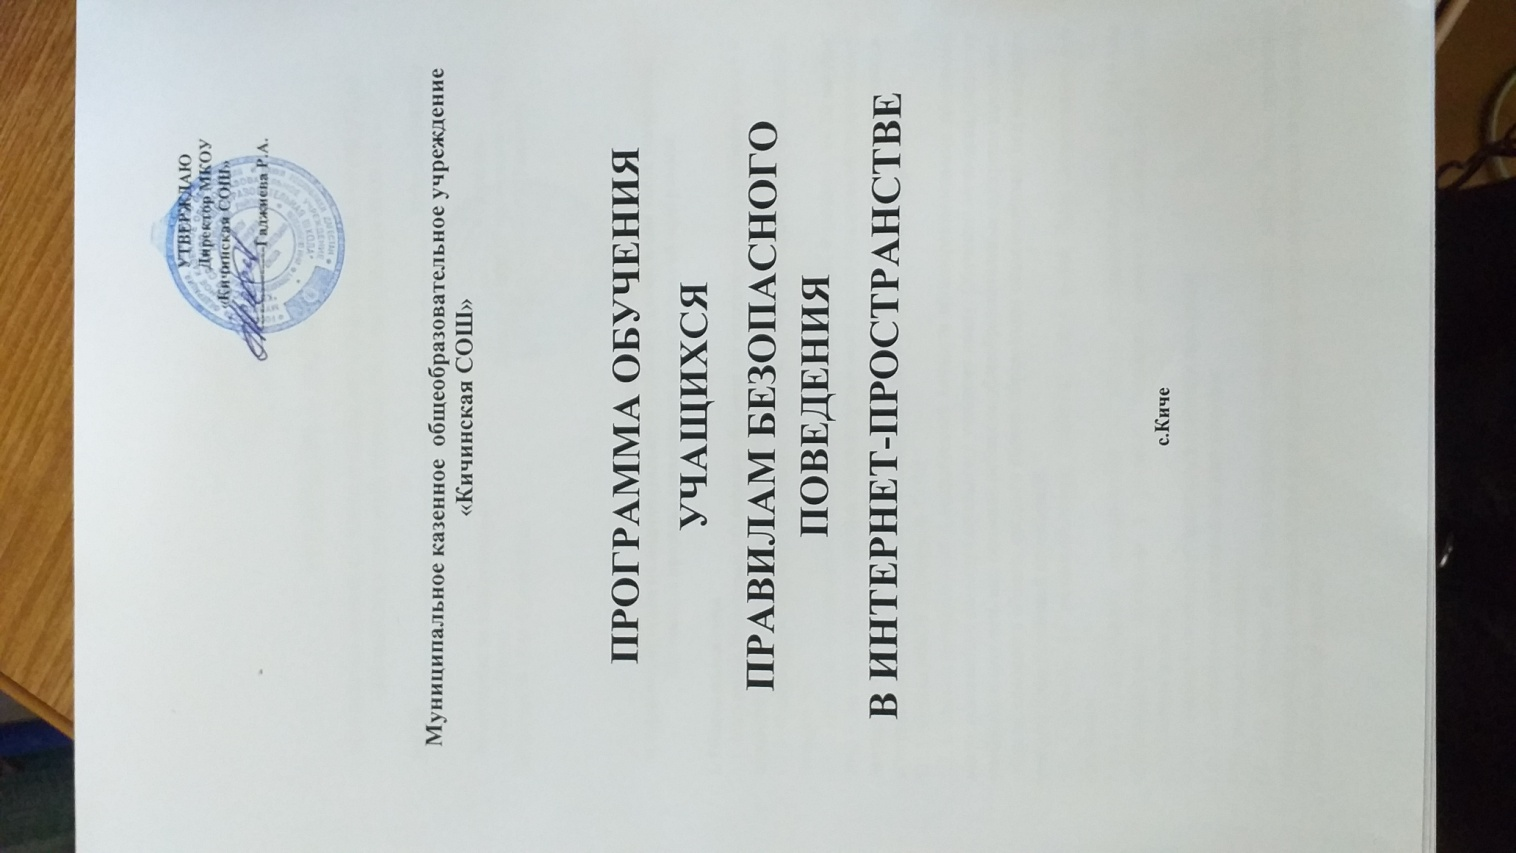 УТВЕРЖДАЮ
Директор МКОУ
«Кичинская СОШ»
Гаджиева Р.А.
Муниципальное казенное общеобразовательное учреждение
«Кичинская СОШ»
ПРОГРАММА ОБУЧЕНИЯ
УЧАЩИХСЯ
ПРАВИЛАМ БЕЗОПАСНОГО
ПОВЕДЕНИЯ
В ИНТЕРНЕТ-ПРОСТРАНСТВЕ
с.Киче